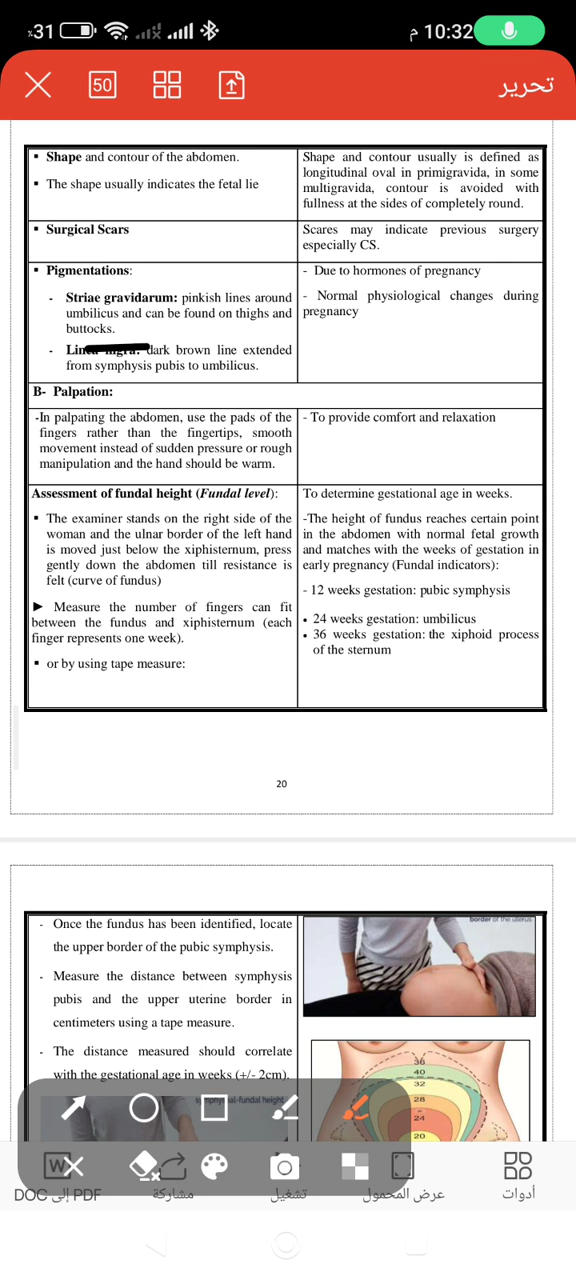 %31
10:32 م
50
تحرير
▪ Shape and contour of the abdomen.
▪ The shape usually indicates the fetal lie
Shape and contour usually is defined as
longitudinal oval in primigravida, in some
multigravida, contour is avoided with
fullness at the sides of completely round.
▪ Surgical Scars
Scares may indicate previous surgery
especially CS.
▪ Pigmentations:
- Striae gravidarum: pinkish lines around
umbilicus and can be found on thighs and
buttocks.
- dark brown line extended
from symphysis pubis to umbilicus.
- Due to hormones of pregnancy
- Normal physiological changes during
pregnancy
B- Palpation:
-In palpating the abdomen, use the pads of the
fingers rather than the fingertips, smooth
movement instead of sudden pressure or rough
manipulation and the hand should be warm.
- To provide comfort and relaxation
Assessment of fundal height (Fundal level):
▪ The examiner stands on the right side of the
woman and the ulnar border of the left hand
is moved just below the xiphisternum, press
gently down the abdomen till resistance is
felt (curve of fundus)
► Measure the number of fingers can fit
between the fundus and xiphisternum (each
finger represents one week).
▪ or by using tape measure:
To determine gestational age in weeks.
-The height of fundus reaches certain point
in the abdomen with normal fetal growth
and matches with the weeks of gestation in
early pregnancy (Fundal indicators):
- 12 weeks gestation: pubic symphysis
• 24 weeks gestation: umbilicus
• 36 weeks gestation: the xiphoid process
of the sternum
20
- Once the fundus has been identified, locate
the upper border of the pubic symphysis.
- Measure the distance between symphysis
pubis and the upper uterine border in
centimeters using a tape measure.
- The distance measured should correlate
with the gestational age in weeks (+/- 2cm).
border of the uterus.
36
40
32
28
24
20
-fundal height
W
PDF إلى DOC
مشاركة
تشغيل
عرض المحمول
أدوات